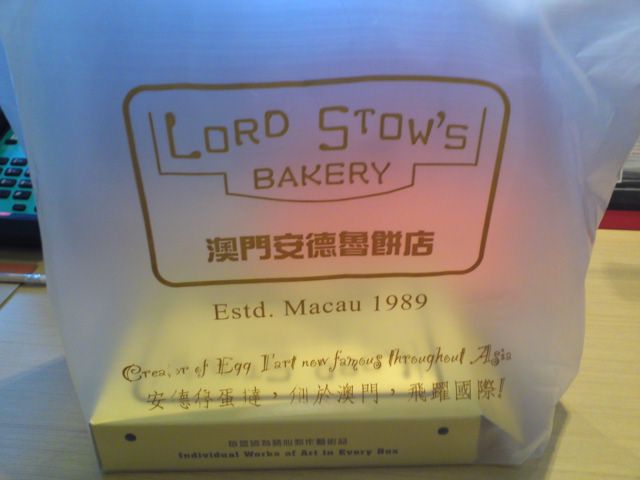 LORD STOW'S
BAKERY
澳門安德魯餅店
Estd. Macau 1989
Creator of Egg Tart now famous throughout Asia
安德魯蛋撻，創於澳門，飛躍國際!
Individual Works of Art in Every Box